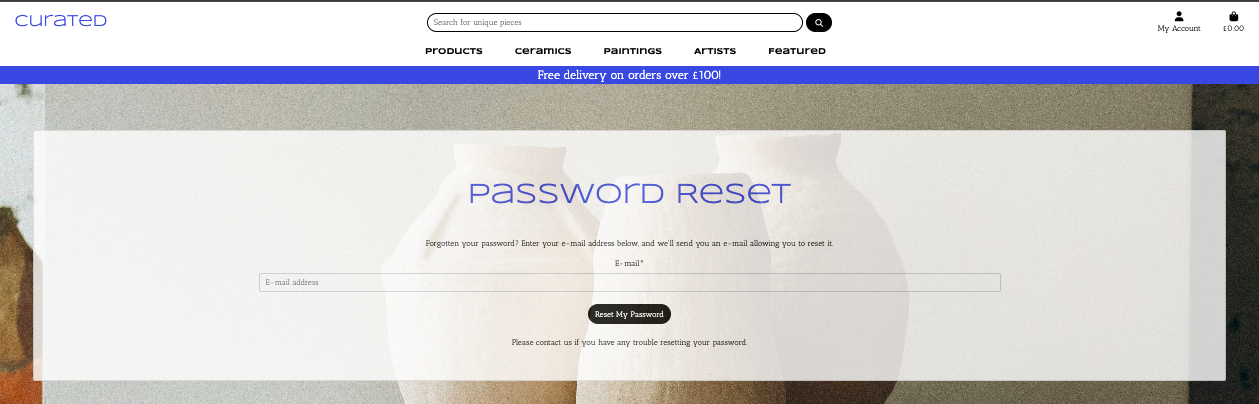 curated
Search for unique pieces
My Account
£0.00
Products
Ceramics
Paintings
Artists
Featured
Free delivery on orders over £100!
Password Reset
Forgotten your password? Enter your e-mail address below, and we'll send you an e-mail allowing you to reset it.
E-mail*
E-mail address
Reset My Password
Please contact us if you have any trouble resetting your password.